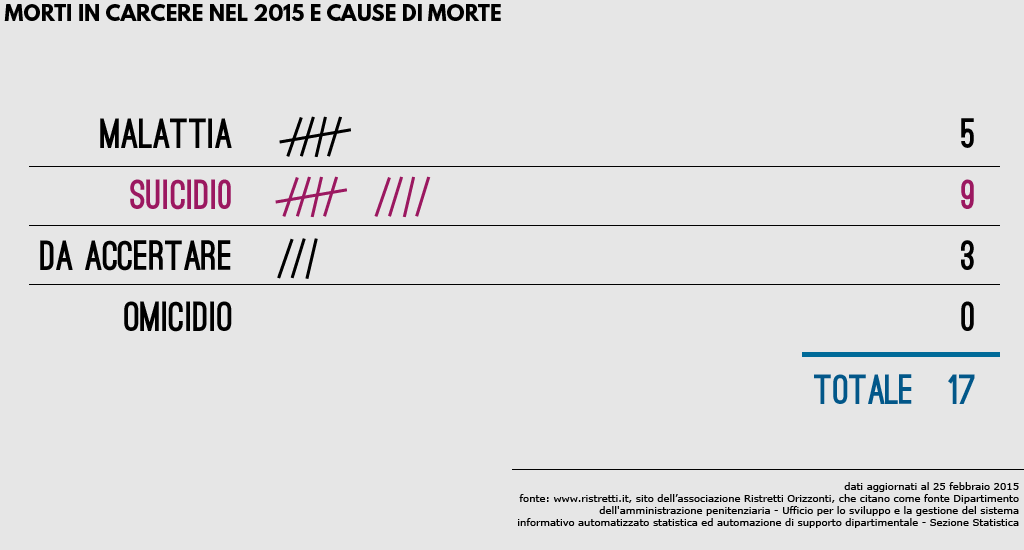 MORTI IN CARCERE NEL 2015 E CAUSE DI MORTE
MALATTIA 5
SUICIDIO 9
DA ACCERTARE 3
OMICIDIO 0
TOTALE 17
dati aggiornati al 25 febbraio 2015
fonte: www.ristretti.it, sito dell’associazione Ristretti Orizzonti, che citano come fonte Dipartimento
dell'amministrazione penitenziaria - Ufficio per lo sviluppo e la gestione del sistema
informativo automatizzato statistica ed automazione di supporto dipartimentale - Sezione Statistica